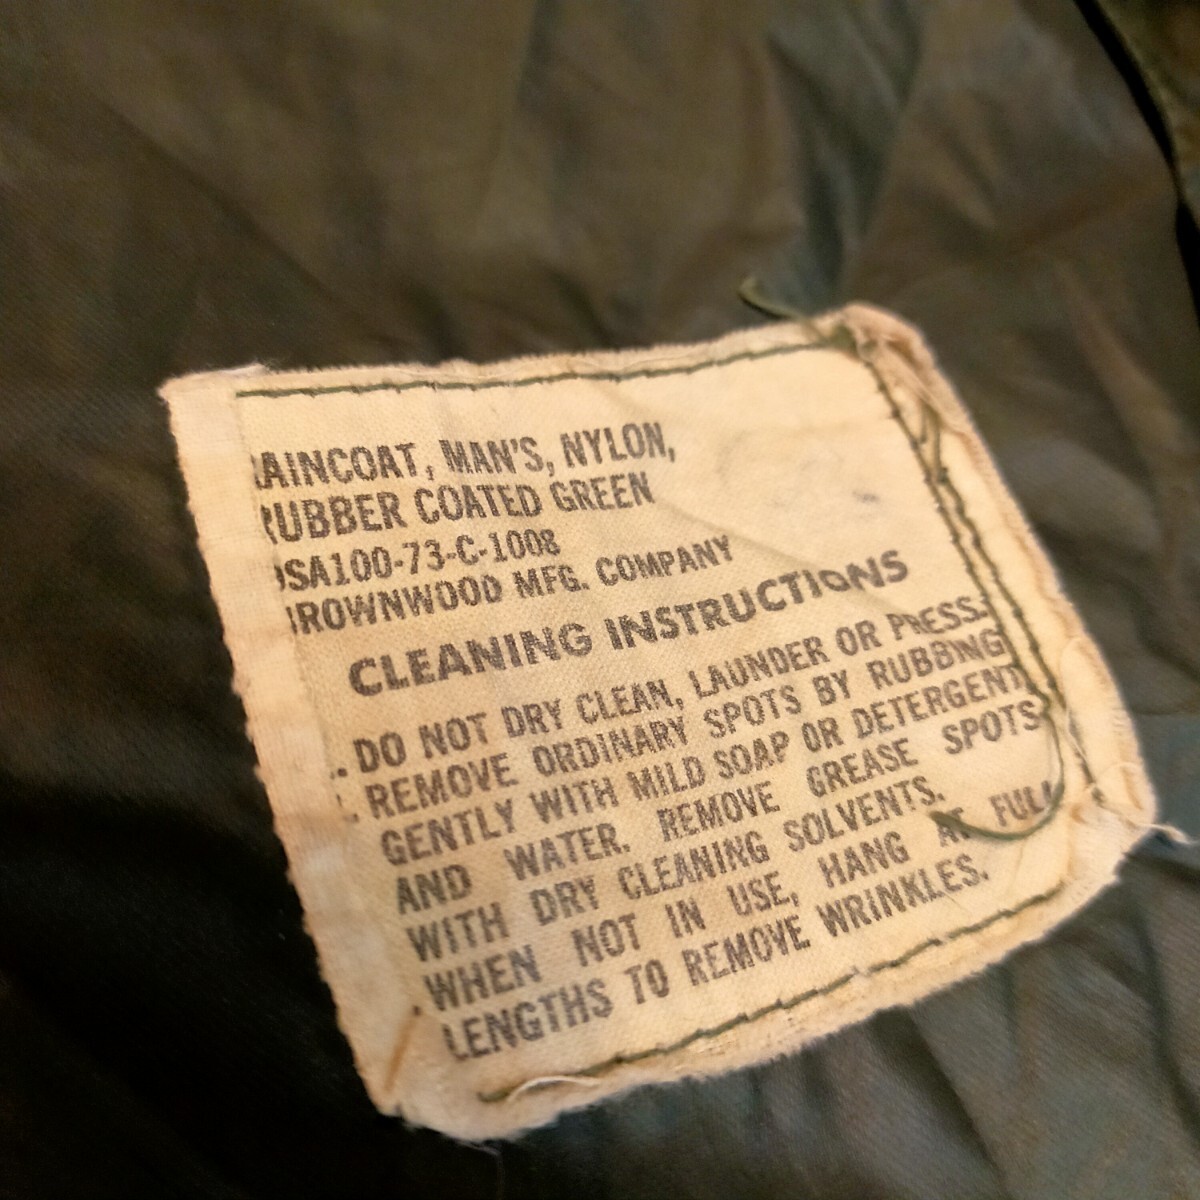 RAINCOAT, MAN'S, NYLON,
RUBBER COATED GREEN
DSA100-73-C-1008
BROWNWOOD MFG. COMPANY
CLEANING INSTRUCTIONS
. DO NOT DRY CLEAN, LAUNDER OR PRESS.
. REMOVE ORDINARY SPOTS BY RUBBING
GENTLY WITH MILD SOAP OR DETERGENT
AND WATER. REMOVE GREASE SPOTS
WITH DRY CLEANING SOLVENTS.
. WHEN NOT IN USE, HANG AT FULL
LENGTHS TO REMOVE WRINKLES.